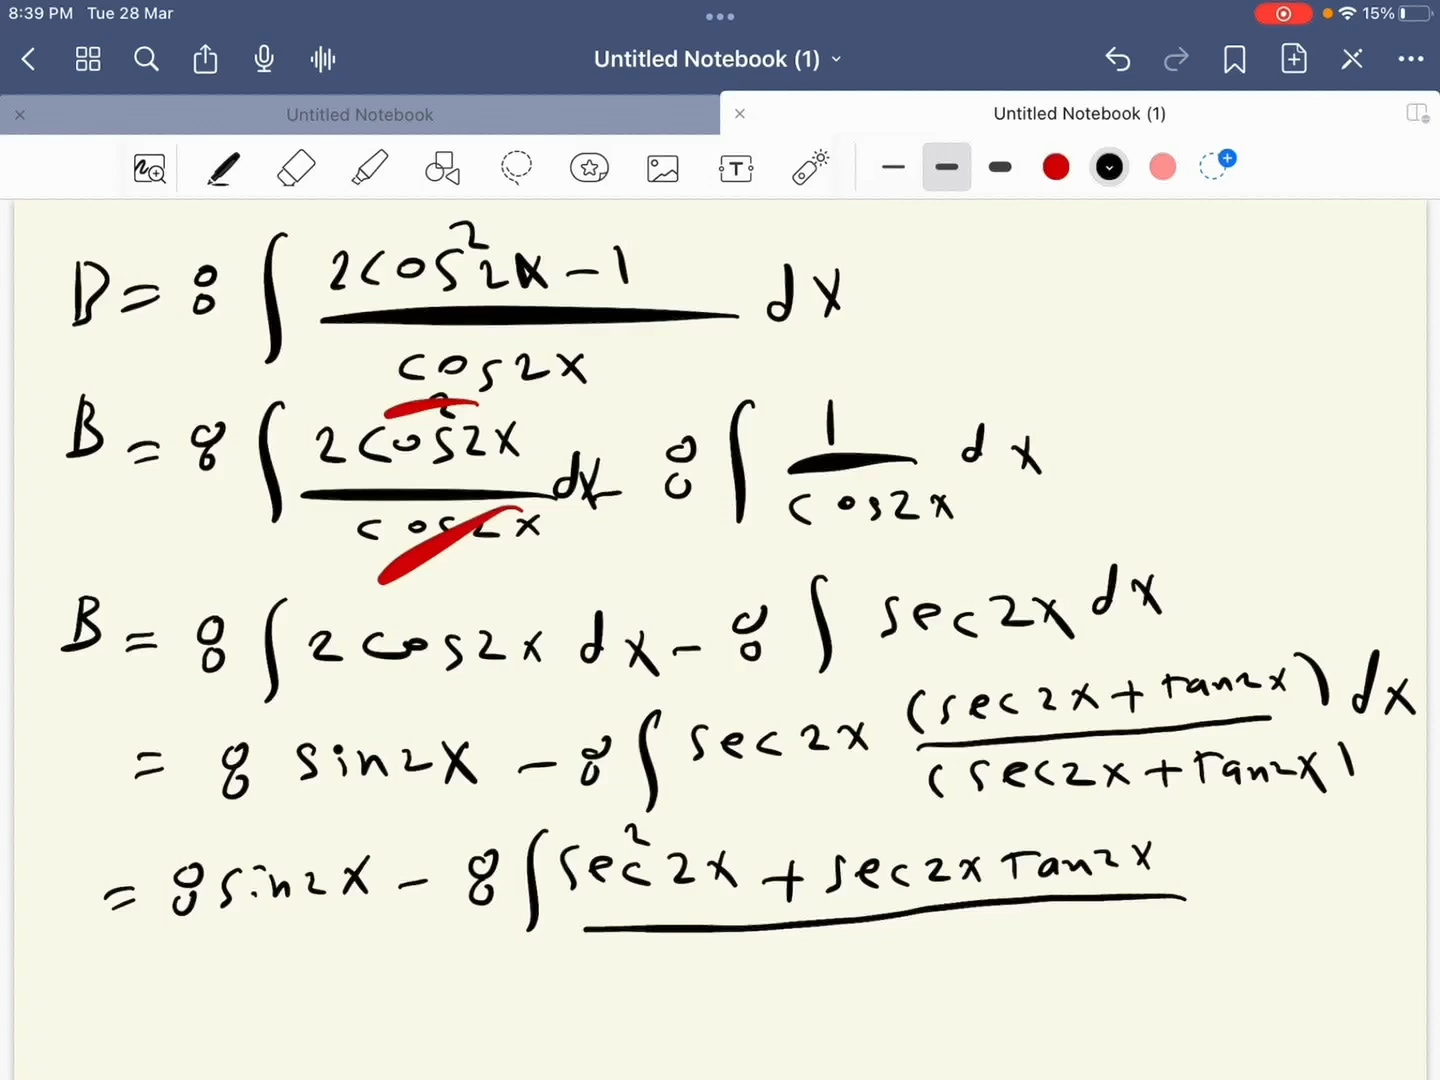 8:39 PM Tue 28 Mar 15%
Untitled Notebook (1)
Untitled Notebook Untitled Notebook (1)
D = 8 ∫ (2cos²2x − 1)/(cos2x) dx
B = 8 ∫ (2cos²2x)/(cos2x) dx − 8 ∫ 1/(cos2x) dx
B = 8 ∫ 2cos2x dx − 8 ∫ sec2x dx
= 8 sin2x − 8 ∫ sec2x (sec2x + tan2x)/(sec2x + tan2x) dx
= 8 sin2x − 8 ∫ sec²2x + sec2x tan2x